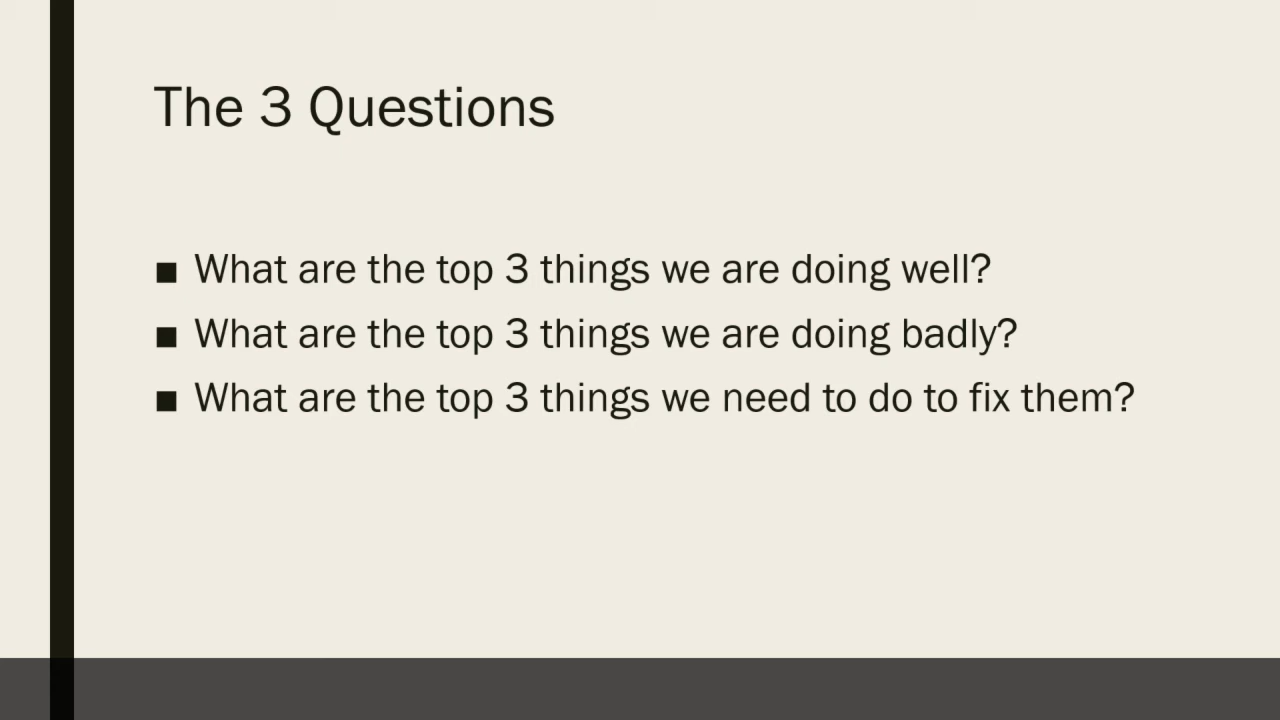 The 3 Questions
■ What are the top 3 things we are doing well?
■ What are the top 3 things we are doing badly?
■ What are the top 3 things we need to do to fix them?